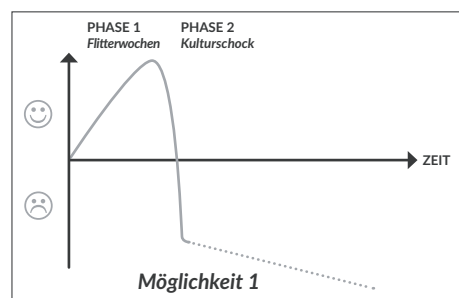 PHASE 1 PHASE 2
Flitterwochen Kulturschock
ZEIT
Möglichkeit 1